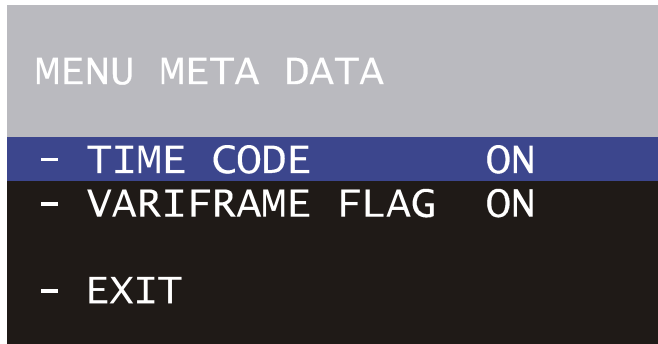 MENU META DATA
- TIME CODE ON
- VARIFRAME FLAG ON
- EXIT